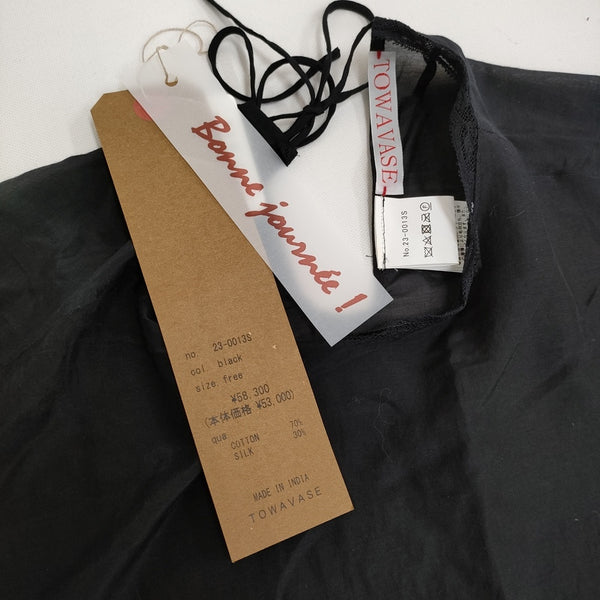 TOWAVASE
Bonne journée !
No.23-0013S
no. 23-0013S
col. black
size. free
¥58,300
(本体価格 ¥53,000)
que COTTON 70%
SILK 30%
MADE IN INDIA
TOWAVASE